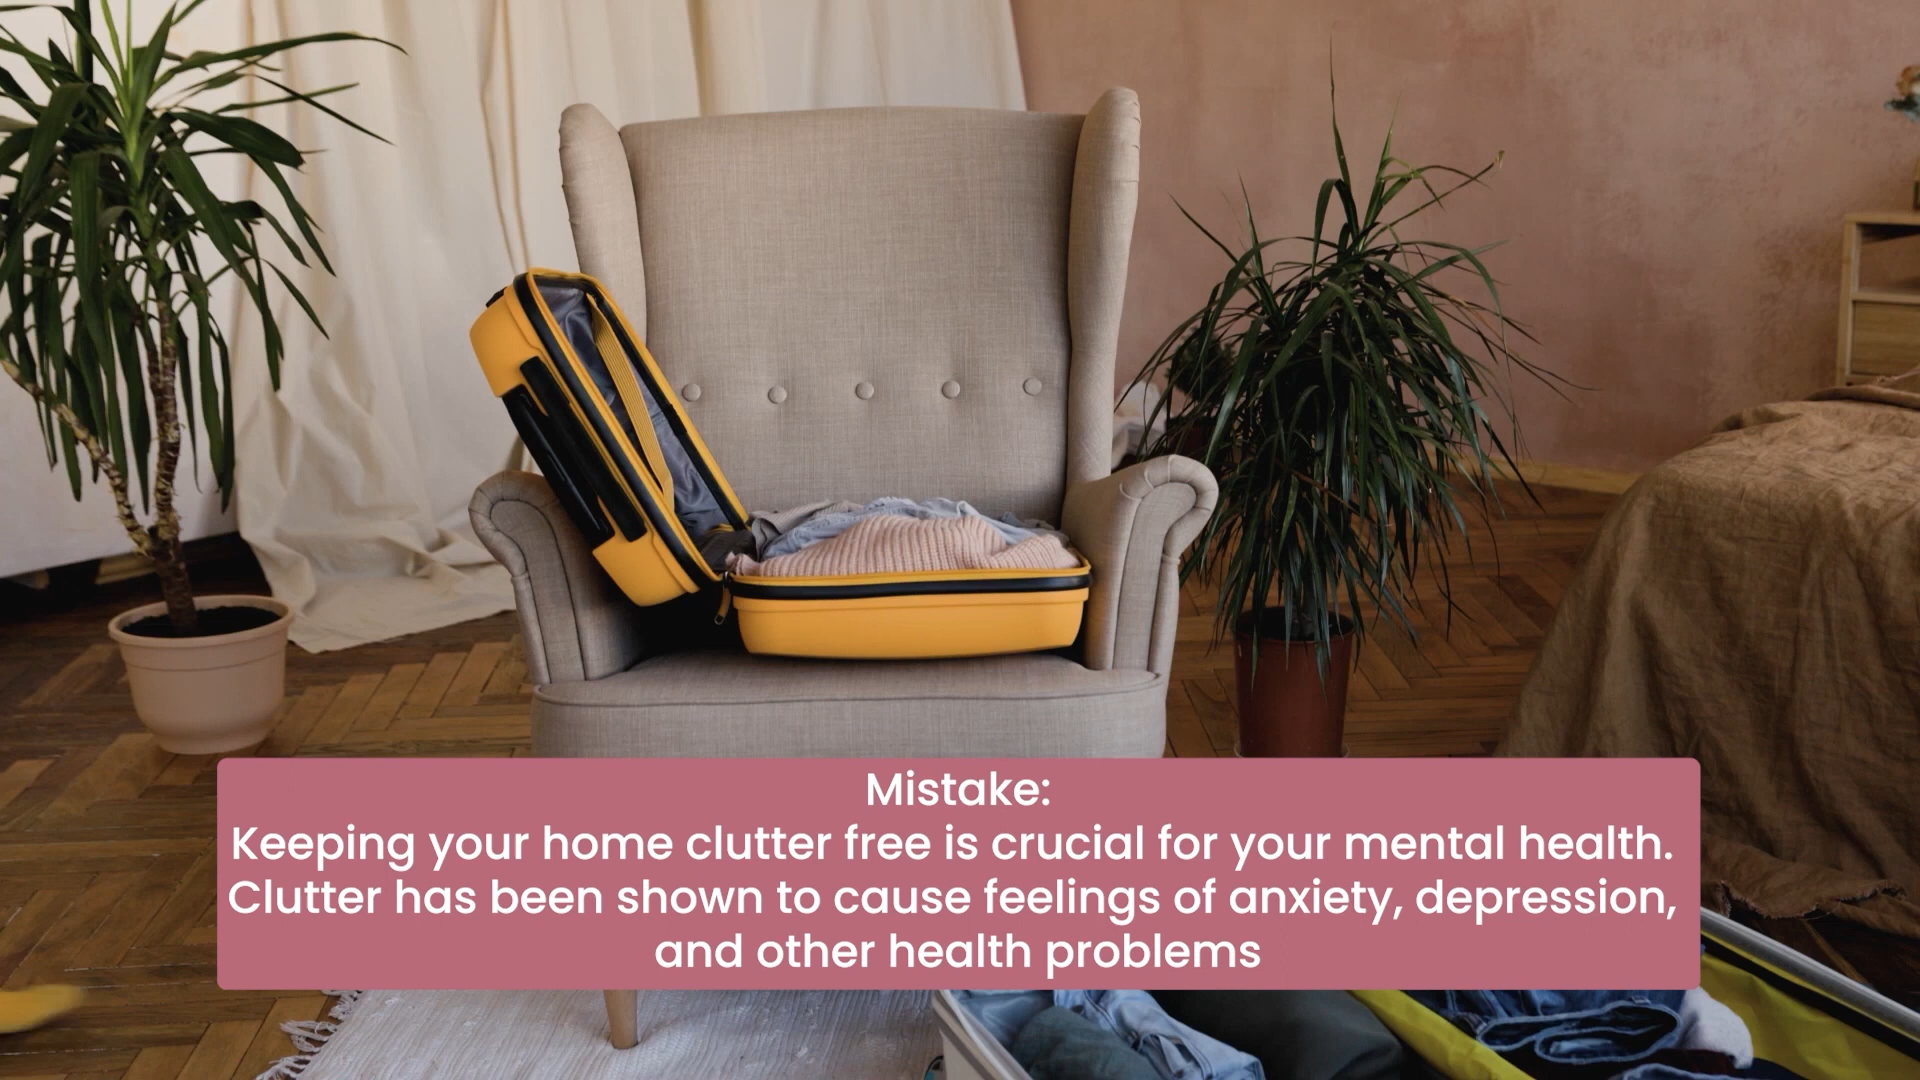 Mistake:
Keeping your home clutter free is crucial for your mental health.
Clutter has been shown to cause feelings of anxiety, depression,
and other health problems